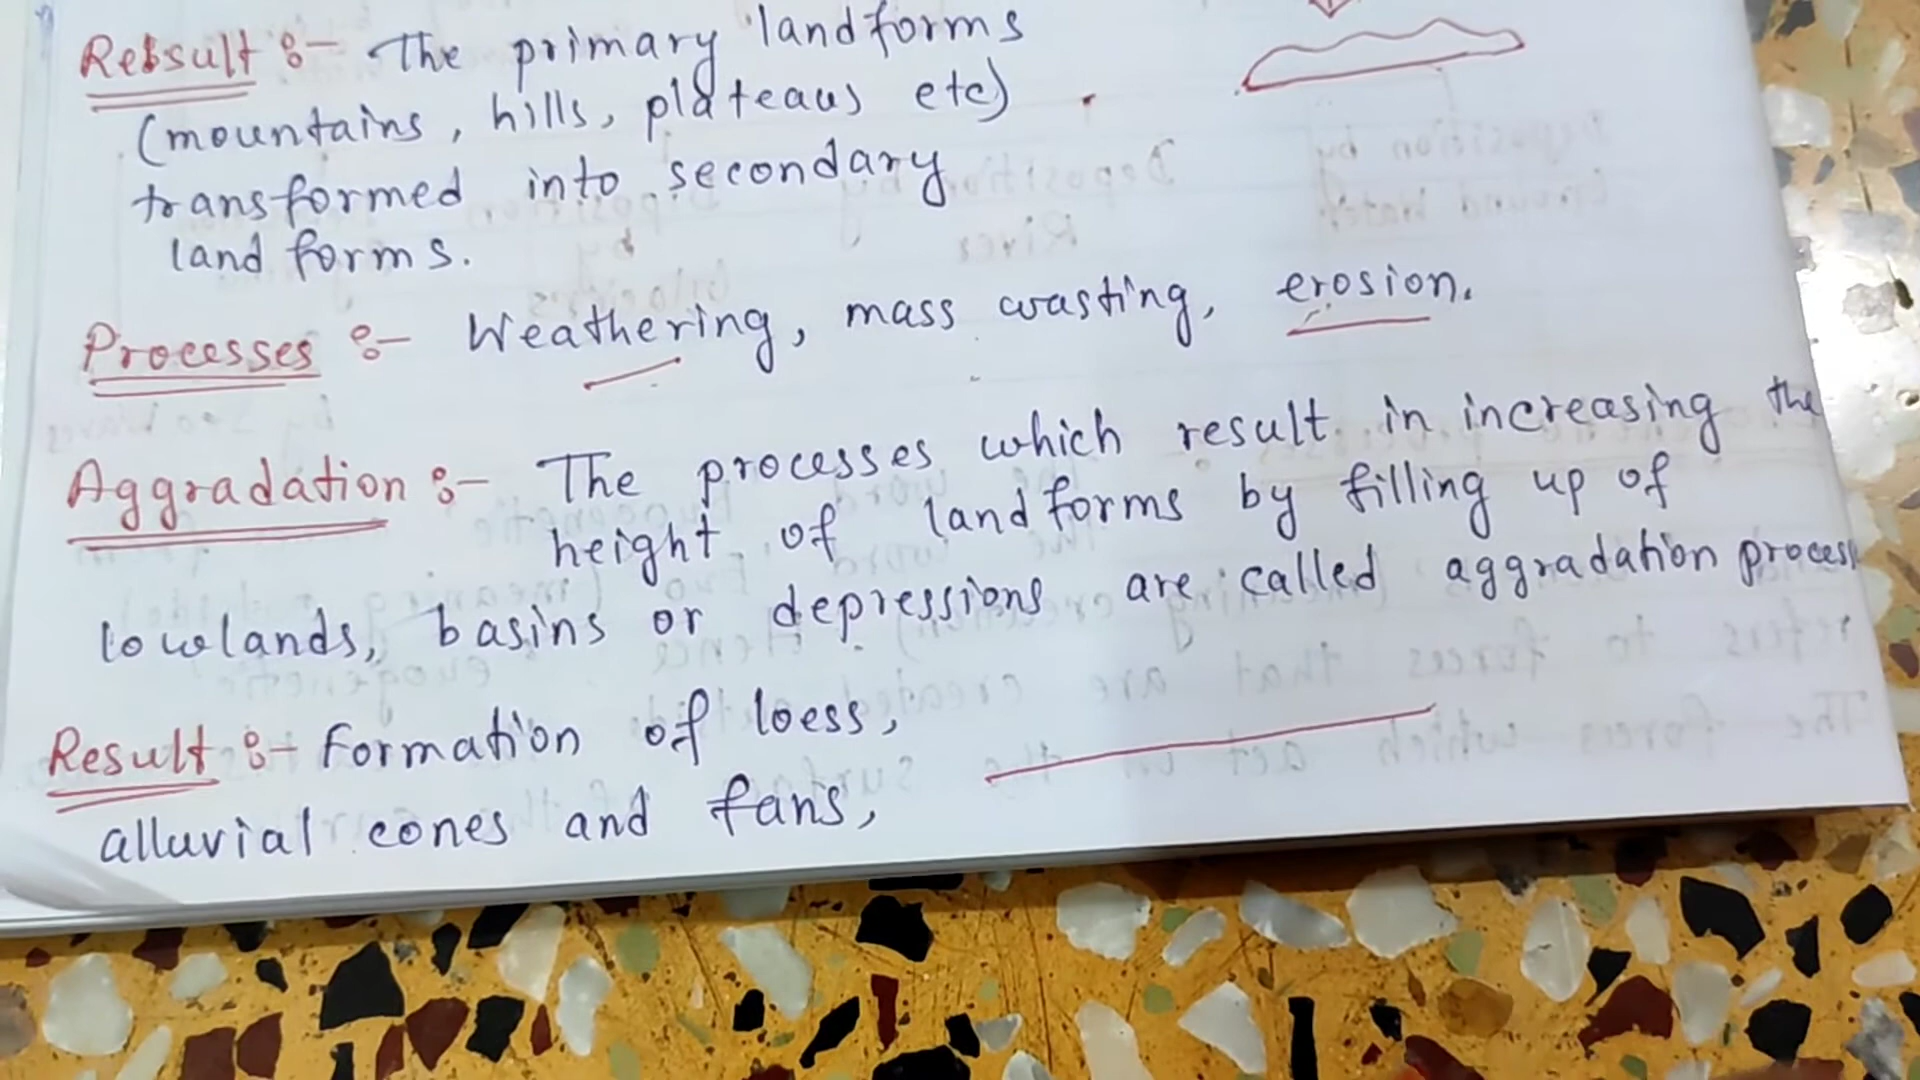 Rebsult :- The primary landforms
(mountains, hills, plateaus etc)
transformed into secondary
land forms.
Processes :- Weathering, mass wasting, erosion.
Aggradation :- The processes which result in increasing the
height of landforms by filling up of
lowlands, basins or depressions are called aggradation process
Result :- Formation of loess,
alluvial cones and fans,